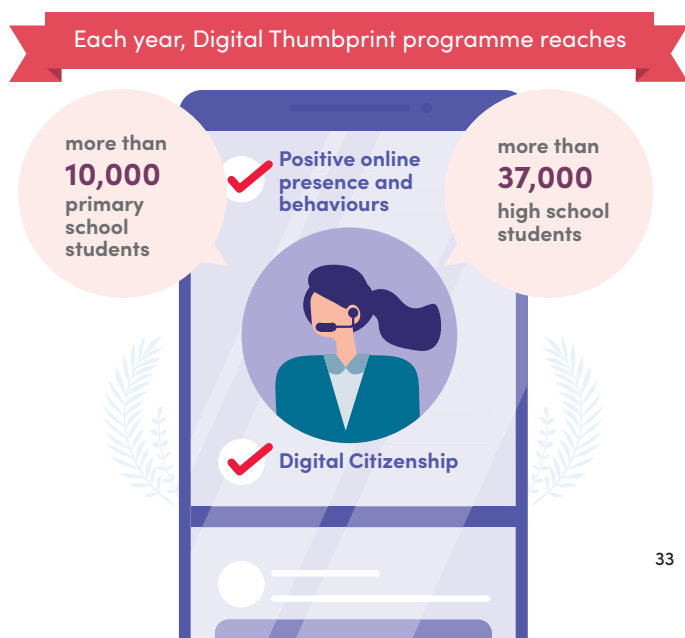 Each year, Digital Thumbprint programme reaches
more than
10,000
primary
school
students
Positive online
presence and
behaviours
more than
37,000
high school
students
Digital Citizenship
33